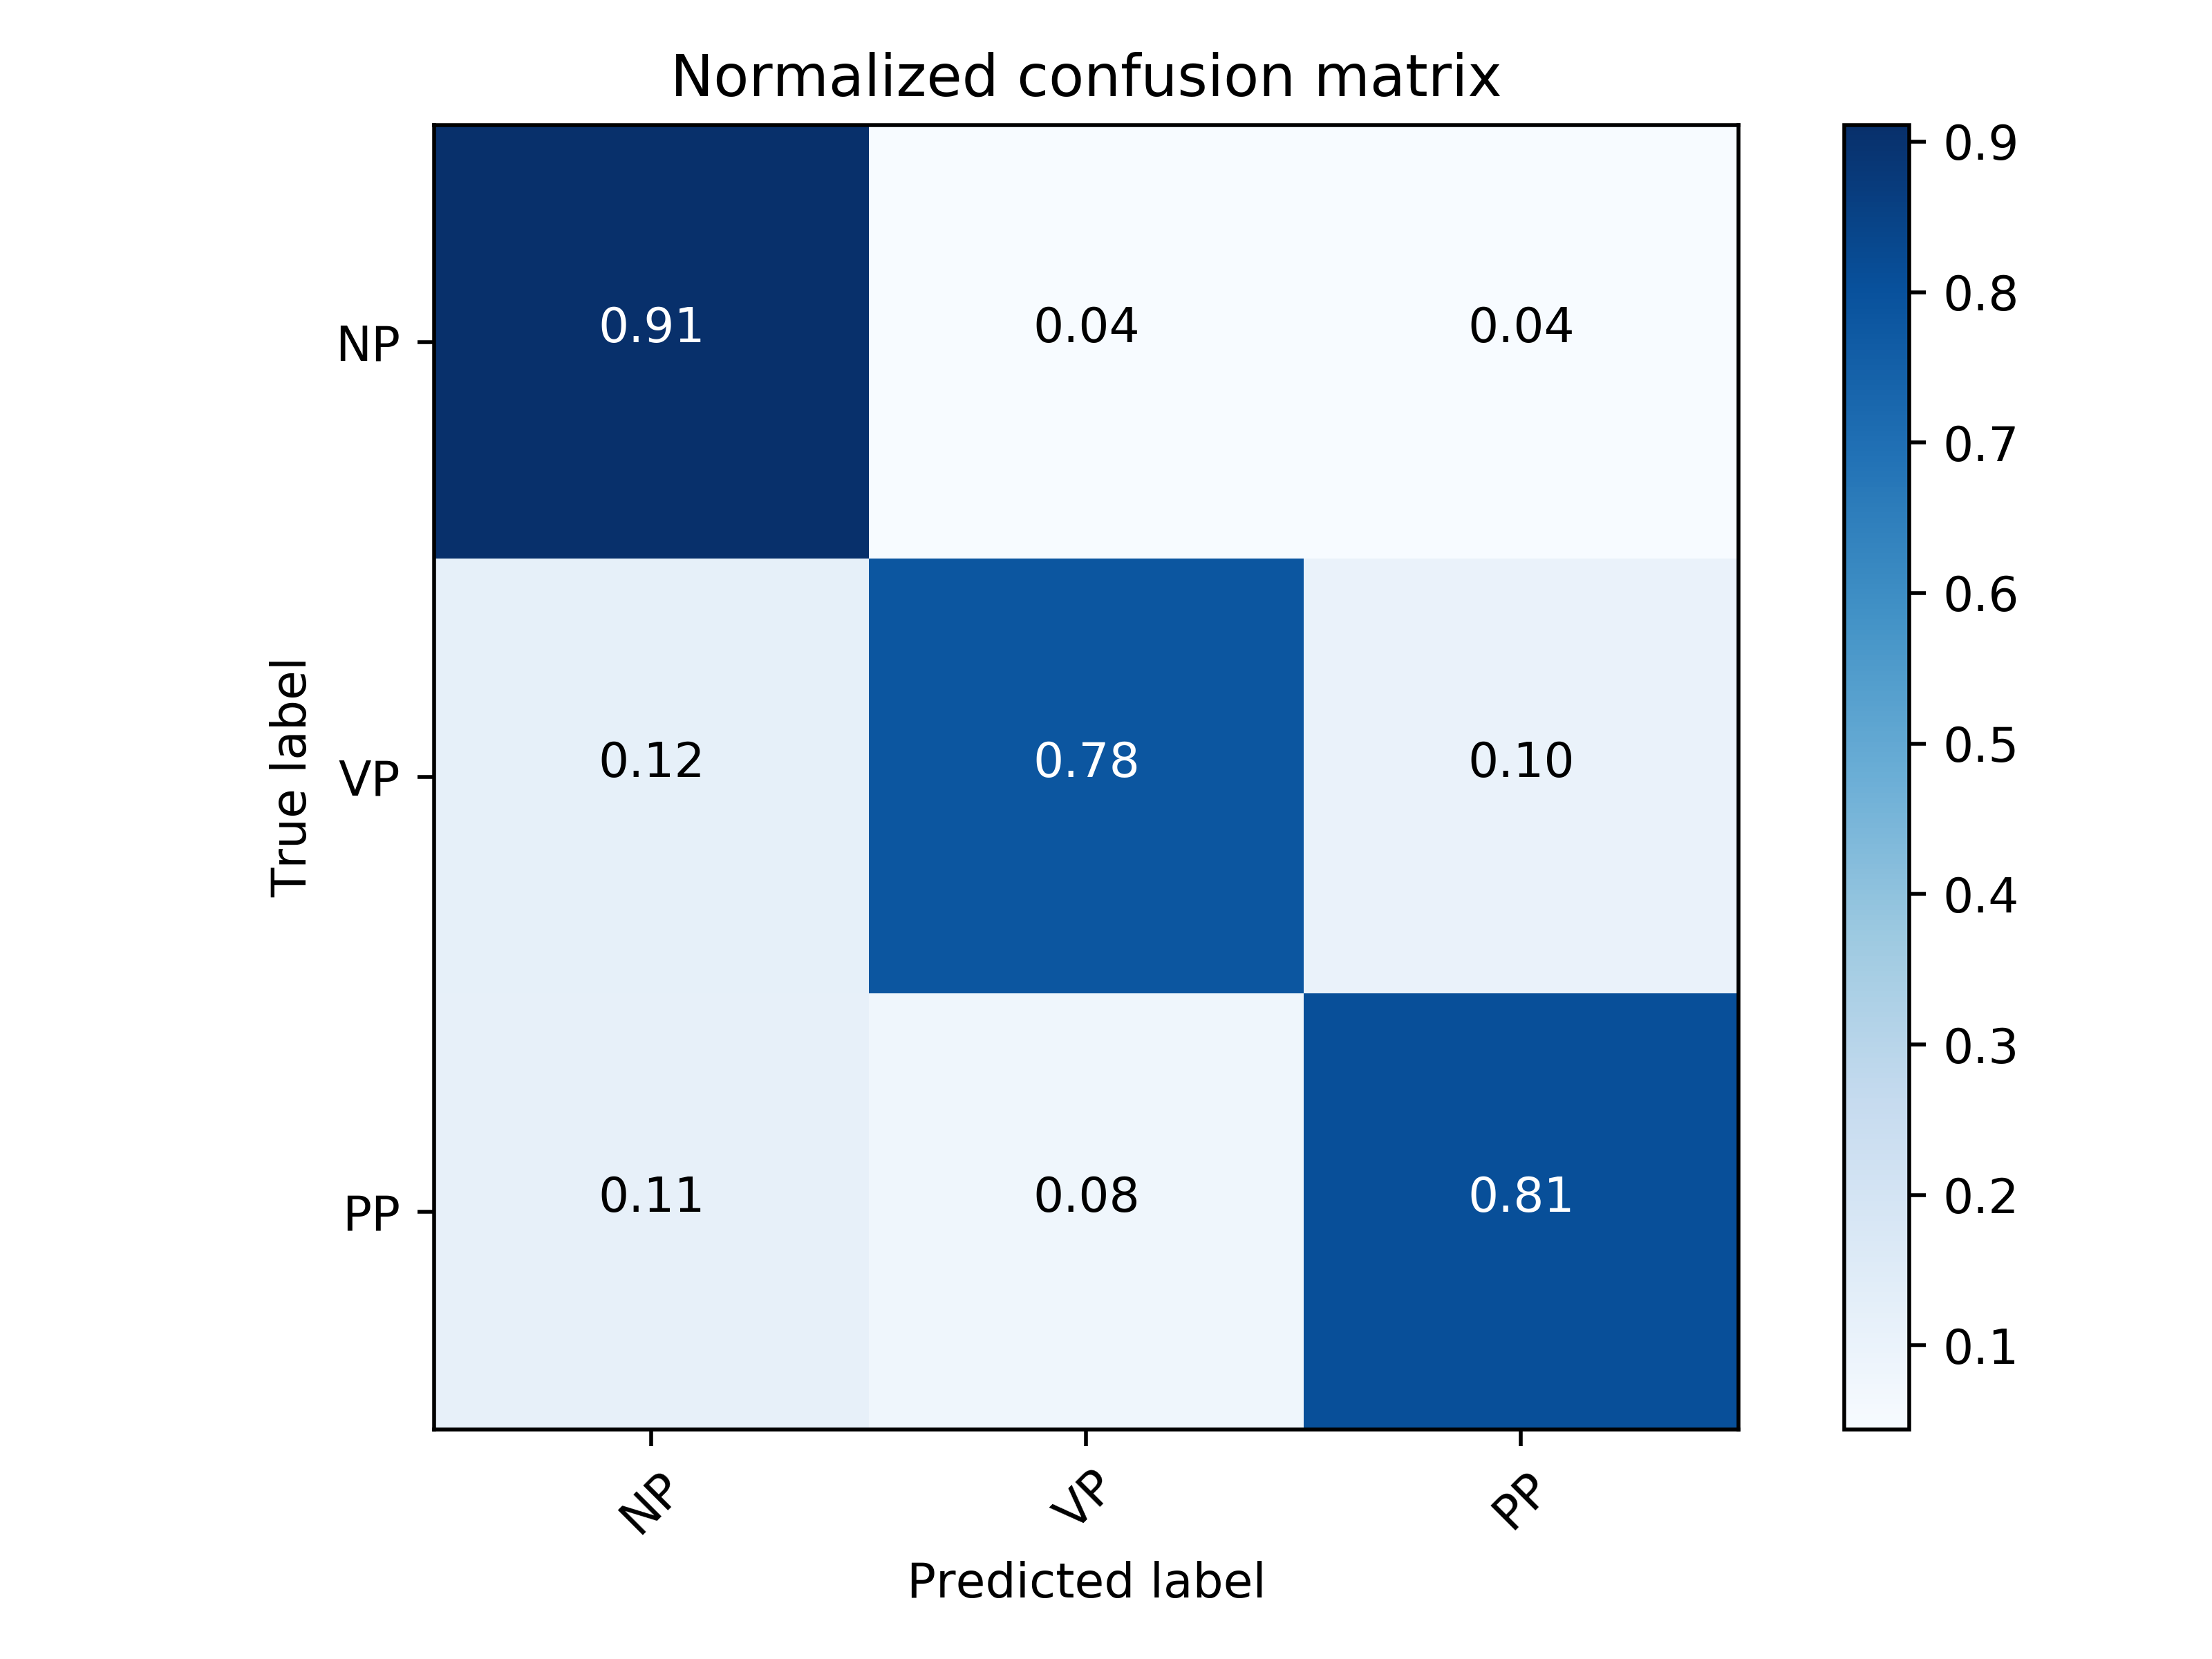 Normalized confusion matrix
True label
NP
VP
PP
0.91 0.04 0.04
0.12 0.78 0.10
0.11 0.08 0.81
NP VP PP
Predicted label
0.9
0.8
0.7
0.6
0.5
0.4
0.3
0.2
0.1